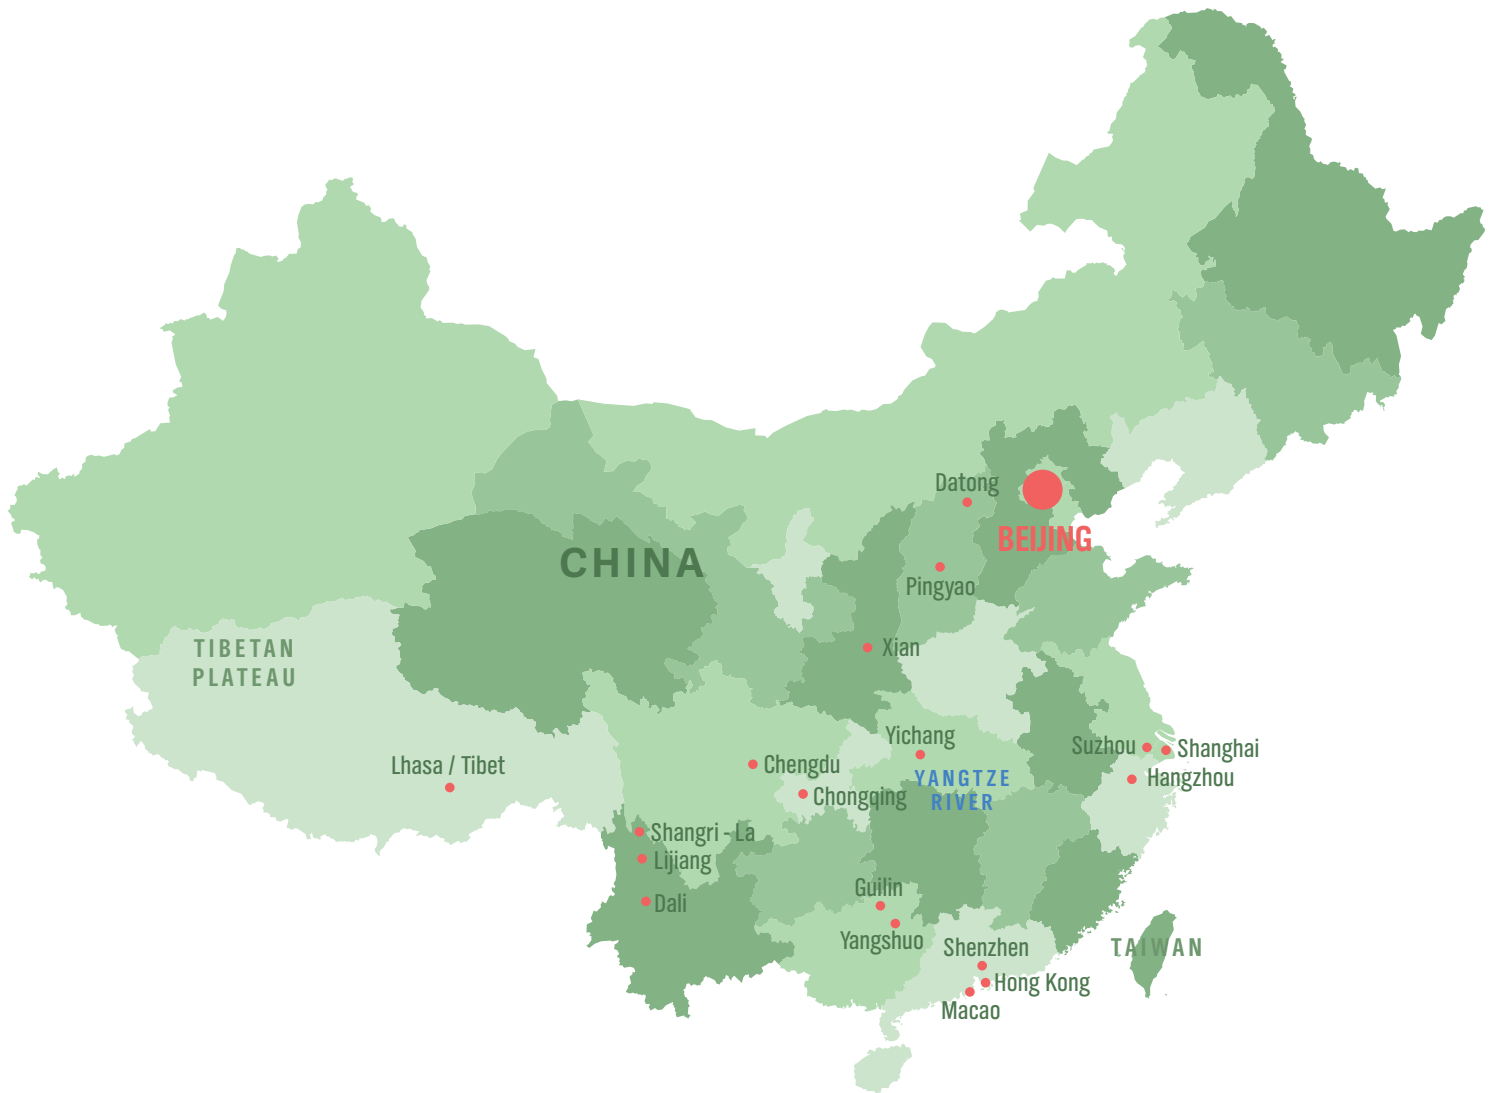 Datong
BEIJING
CHINA
Pingyao
TIBETAN
PLATEAU
Xian
Yichang
Suzhou
Shanghai
Lhasa / Tibet
Chengdu
YANGTZE
RIVER
Hangzhou
Chongqing
Shangri - La
Lijiang
Guilin
Dali
Yangshuo
Shenzhen
TAIWAN
Hong Kong
Macao